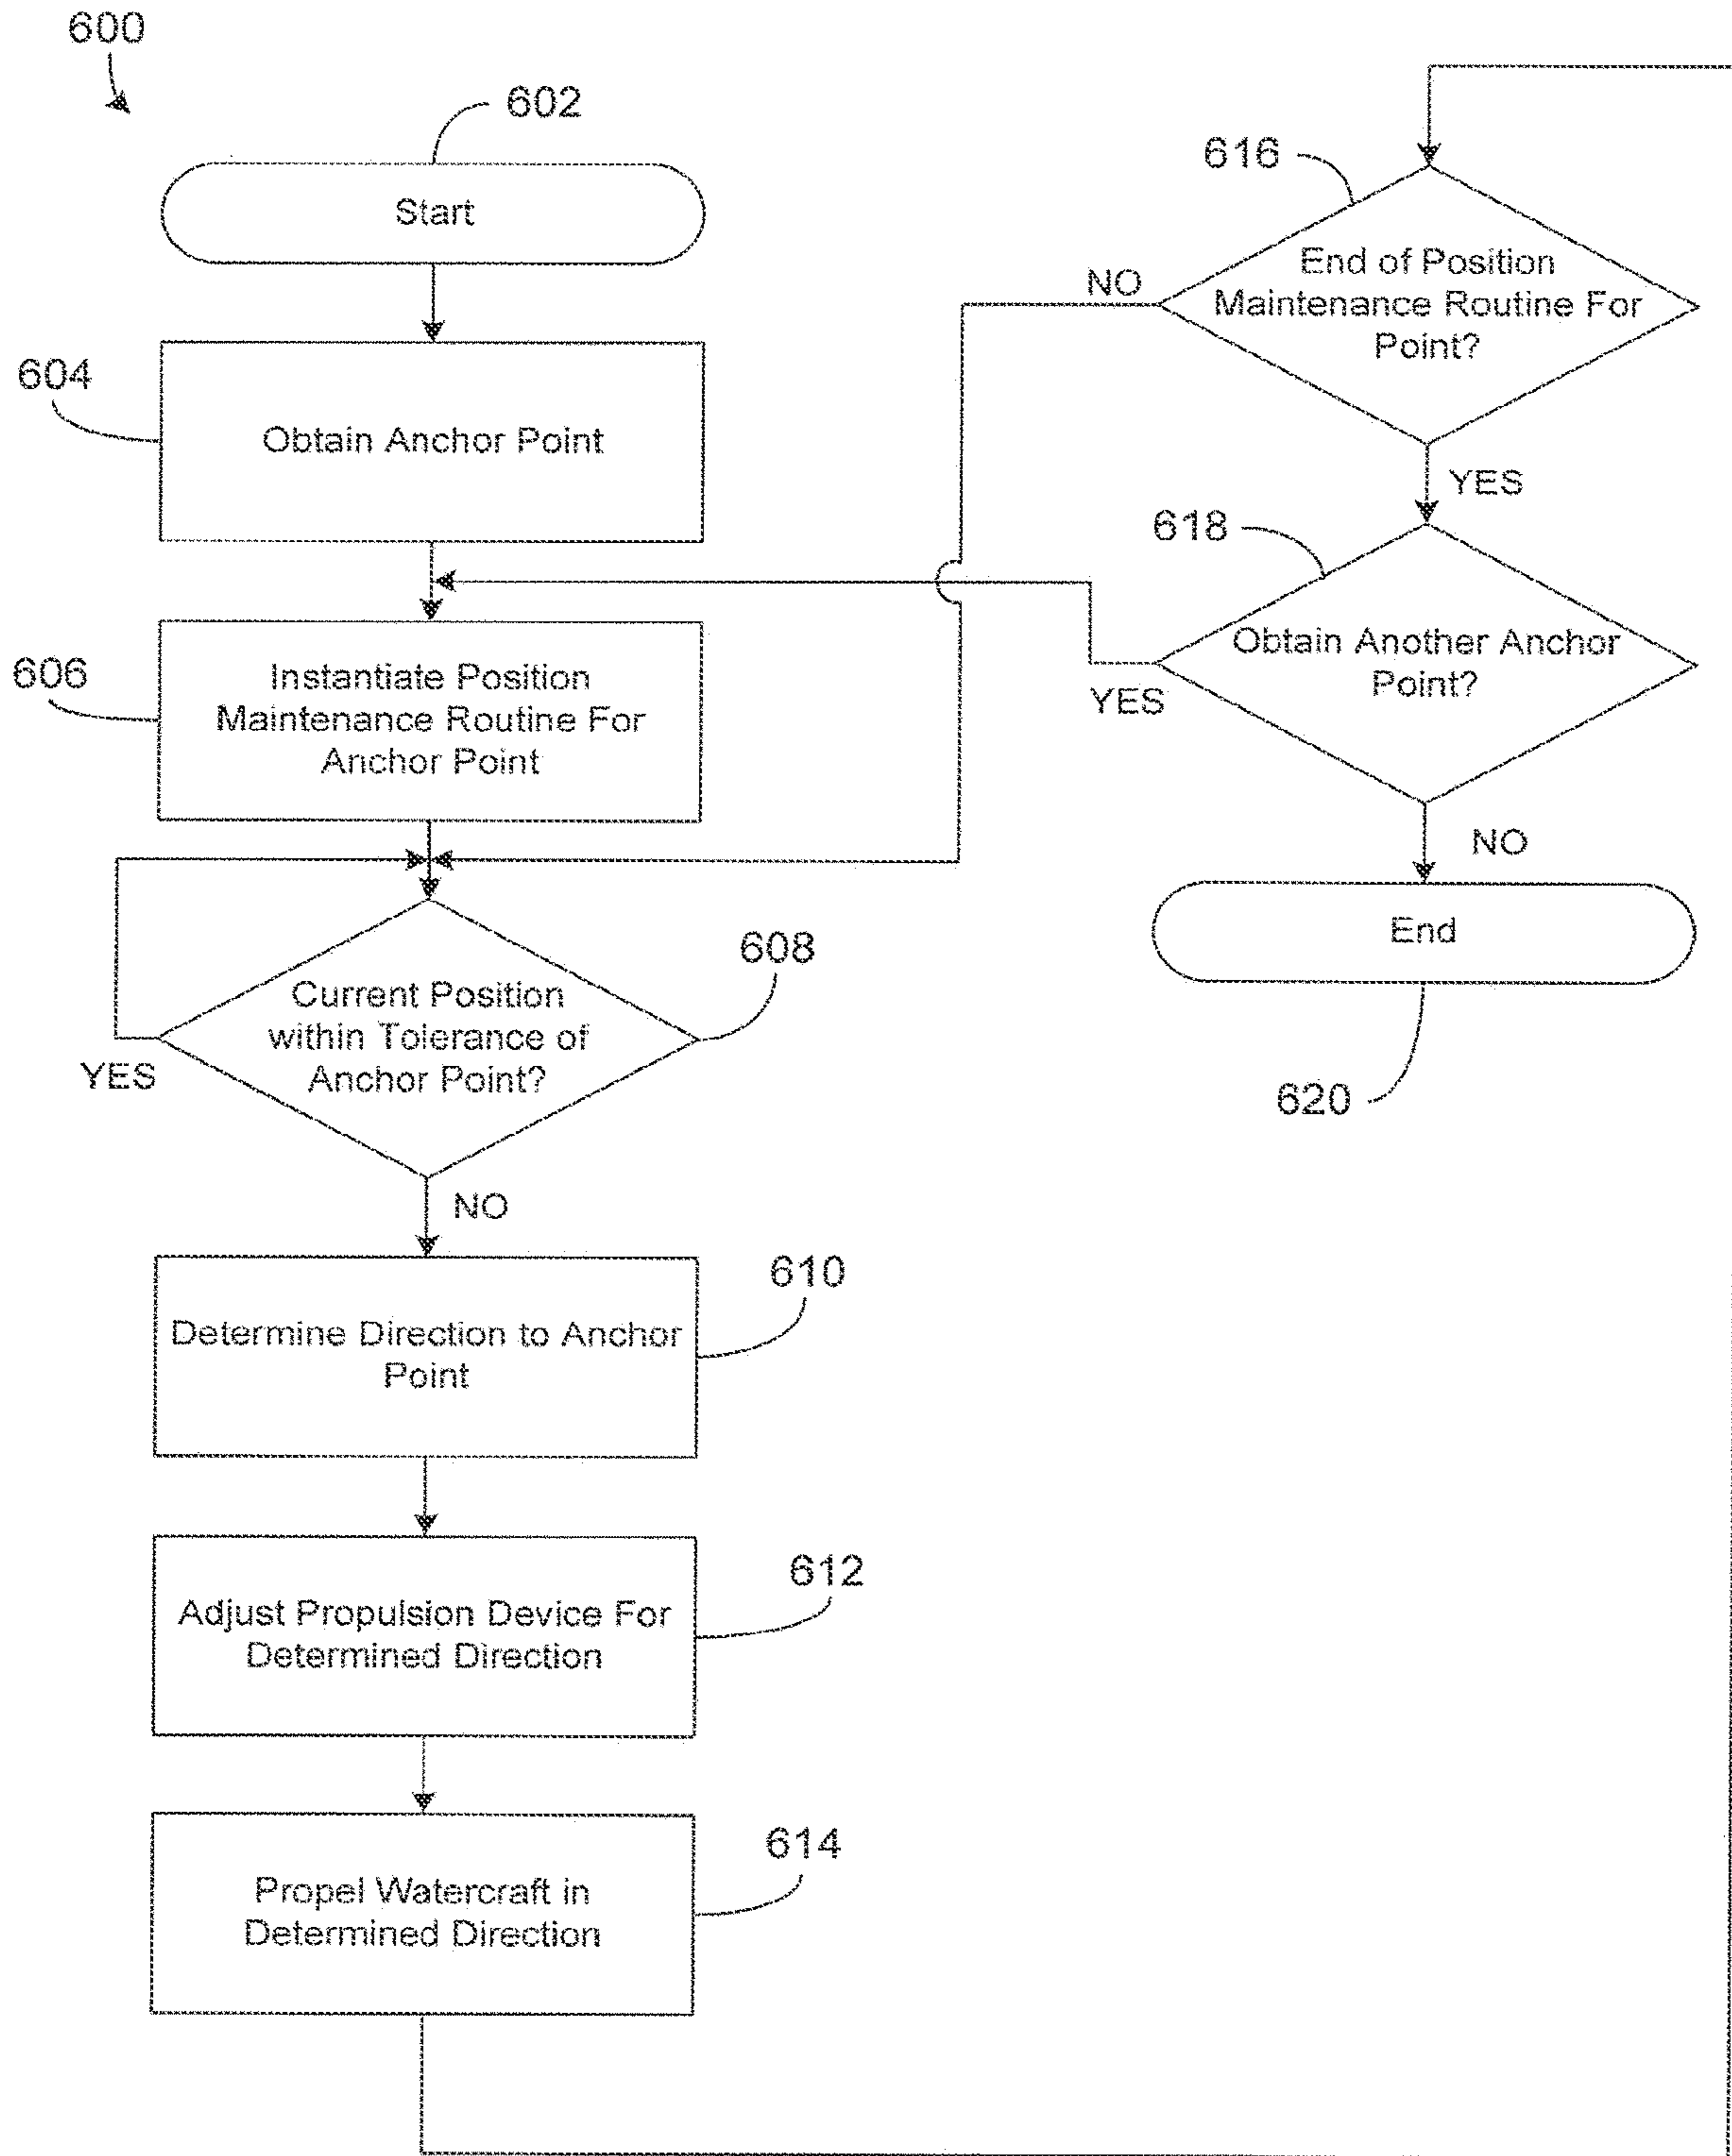 600
602
Start
604
Obtain Anchor Point
606
Instantiate Position
Maintenance Routine For
Anchor Point
608
Current Position
within Tolerance of
Anchor Point?
YES
NO
610
Determine Direction to Anchor
Point
612
Adjust Propulsion Device For
Determined Direction
614
Propel Watercraft in
Determined Direction
616
End of Position
Maintenance Routine For
Point?
NO
YES
618
Obtain Another Anchor
Point?
YES
NO
End
620